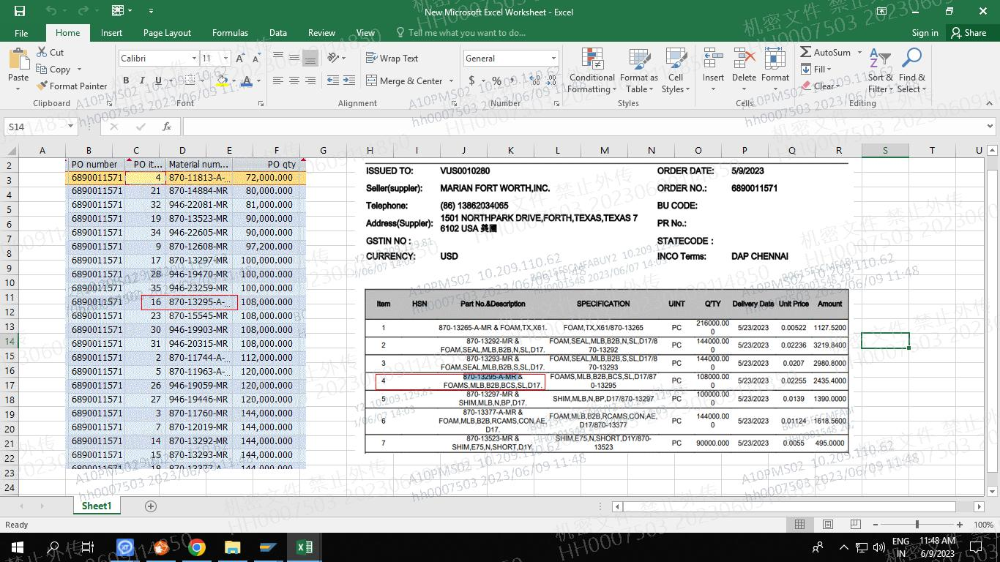 New Microsoft Excel Worksheet - Excel
File Home Insert Page Layout Formulas Data Review View Tell me what you want to do... Sign in Share
Paste Cut Copy Format Painter
Calibri 11 Wrap Text General AutoSum
B I U Merge & Center $ % Conditional Formatting Format as Table Cell Styles Insert Delete Format Fill Clear Sort & Filter Find & Select
Clipboard Font Alignment Number Styles Cells Editing
S14 fx
A B C D E F G H I J K L M N O P Q R S T U
2 PO number PO it... Material num... PO qty
3 6890011571 4 870-11813-A-... 72,000.000
4 6890011571 21 870-14884-MR 80,000.000
5 6890011571 32 946-22081-MR 80,000.000
6 6890011571 19 870-13523-MR 90,000.000
7 6890011571 34 946-22605-MR 90,000.000
8 6890011571 9 870-12608-MR 97,200.000
9 6890011571 17 870-13297-MR 100,000.000
10 6890011571 28 946-19470-MR 100,000.000
11 6890011571 35 946-23259-MR 100,000.000
12 6890011571 16 870-13295-A-... 108,000.000
13 6890011571 23 870-15545-MR 108,000.000
14 6890011571 30 946-19903-MR 108,000.000
15 6890011571 31 946-20315-MR 108,000.000
16 6890011571 2 870-11744-A-... 112,000.000
17 6890011571 5 870-11963-A-... 120,000.000
18 6890011571 26 946-19059-MR 120,000.000
19 6890011571 27 946-19446-MR 120,000.000
20 6890011571 3 870-11760-MR 144,000.000
21 6890011571 7 870-12019-MR 144,000.000
22 6890011571 14 870-13292-MR 144,000.000
23 6890011571 15 870-13293-MR 144,000.000
24 6890011571 18 870-13377-A-... 144,000.000
ISSUED TO: VUS0010280 ORDER DATE: 5/9/2023
Seller(suppler): MARIAN FORT WORTH,INC. ORDER NO.: 6890011571
Telephone: (86) 13862034065 BU CODE:
Address(Suppler): 1501 NORTHPARK DRIVE,FORTH,TEXAS,TEXAS 7 PR No.:
6102 USA 美國
GSTIN NO : STATECODE :
CURRENCY: USD INCO Terms: DAP CHENNAI
Item HSN Part No.&Description SPECIFICATION UINT Q'TY Delivery Date Unit Price Amount
1 870-13265-A-MR & FOAM,TX,X61. FOAM,TX,X61/870-13265 PC 216000.000 5/23/2023 0.00522 1127.5200
2 870-13292-MR & FOAM,SEAL,MLB,B2B,N,SL,D17. FOAM,SEAL,MLB,B2B,N,SL,D17/870-13292 PC 144000.000 5/23/2023 0.02236 3219.8400
3 870-13293-MR & FOAM,SEAL,MLB,B2B,S,SL,D17. FOAM,SEAL,MLB,B2B,S,SL,D17/870-13293 PC 144000.000 5/23/2023 0.0207 2980.8000
4 870-13295-A-MR & FOAMS,MLB,B2B,BCS,SL,D17. FOAMS,MLB,B2B,BCS,SL,D17/870-13295 PC 108000.000 5/23/2023 0.02255 2435.4000
5 870-13297-MR & SHIM,MLB,N,BP,D17. SHIM,MLB,N,BP,D17/870-13297 PC 100000.000 5/23/2023 0.0139 1390.0000
6 870-13377-A-MR & FOAM,MLB,B2B,RCAMS,CON,AE,D17. FOAM,MLB,B2B,RCAMS,CON,AE,D17/870-13377 PC 144000.000 5/23/2023 0.01124 1618.5600
7 870-13523-MR & SHIM,E75,N,SHORT,D1Y. SHIM,E75,N,SHORT,D1Y/870-13523 PC 90000.000 5/23/2023 0.0055 495.0000
机密文件 禁止外传
HH0007503 20230609114850
A10PMS02 10.209.110.62
hh0007503 2023/06/09 11:48
Sheet1
Ready 100%
ENG 11:48 AM
IN 6/9/2023